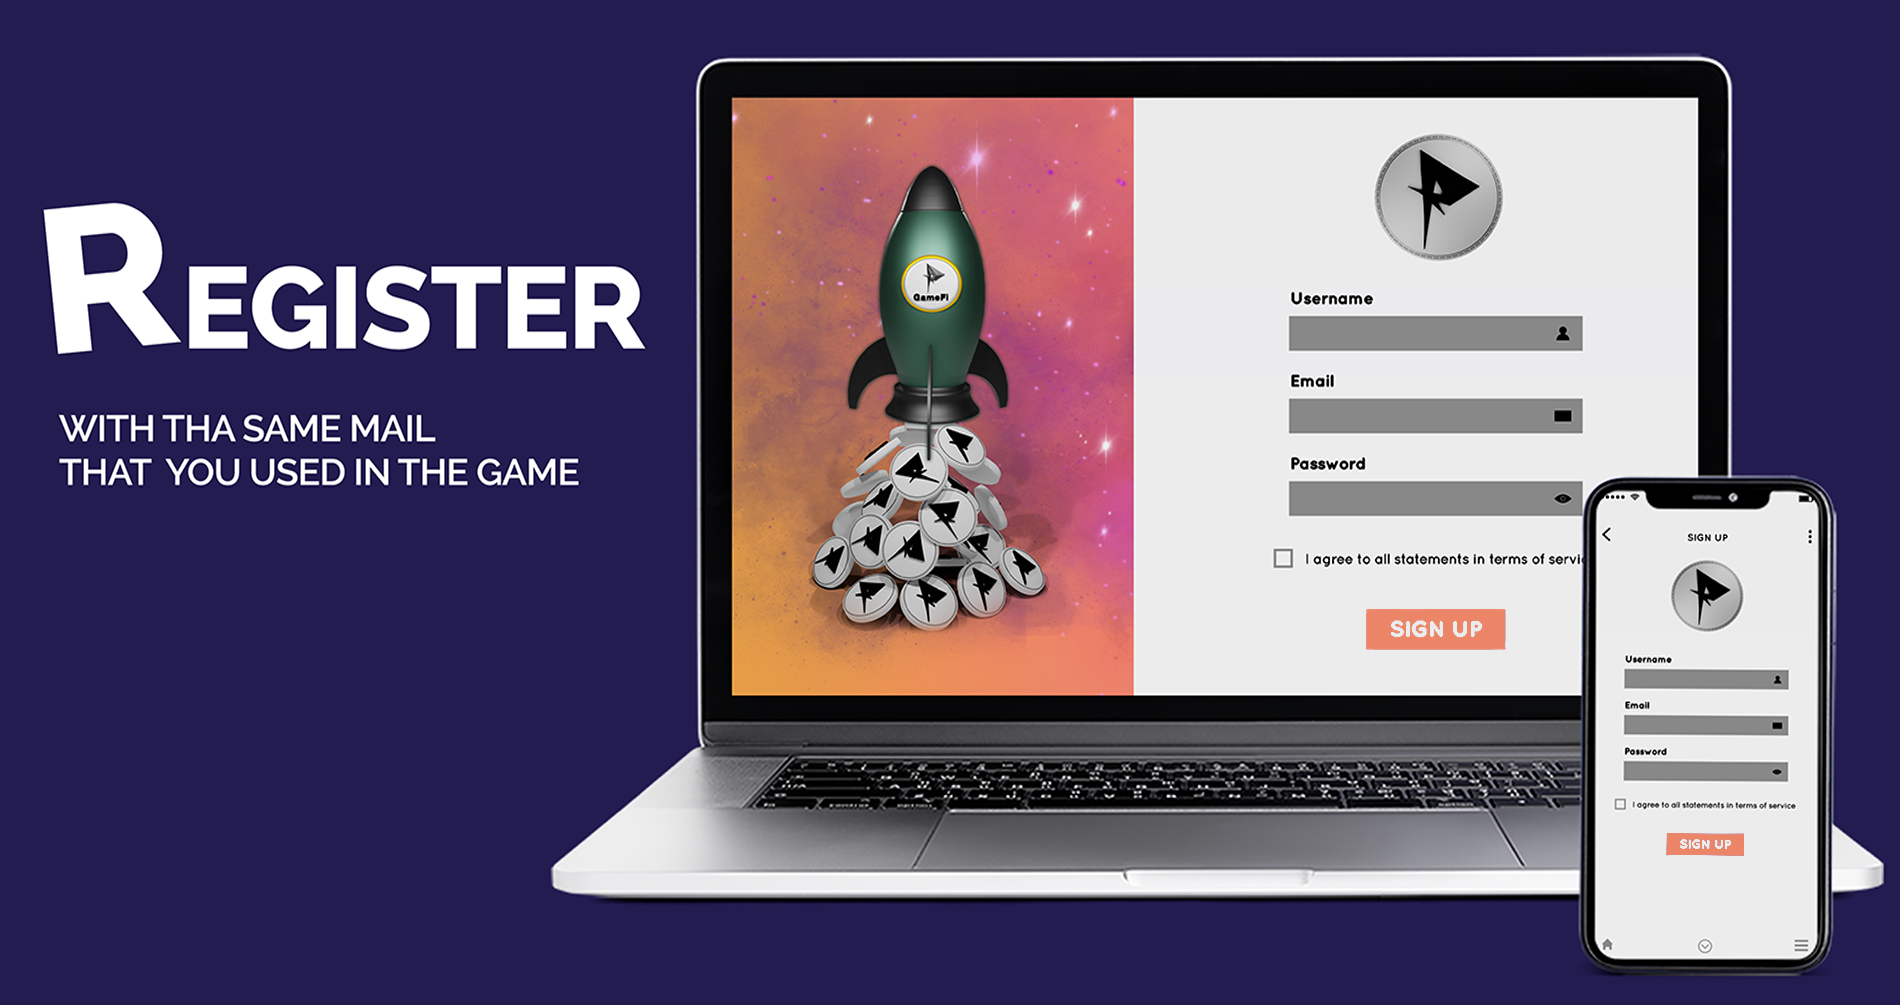 REGISTER
WITH THA SAME MAIL
THAT YOU USED IN THE GAME
GameFi
Username
Email
Password
I agree to all statements in terms of servic
SIGN UP
SIGN UP
Username
Email
Password
I agree to all statements in terms of service
SIGN UP